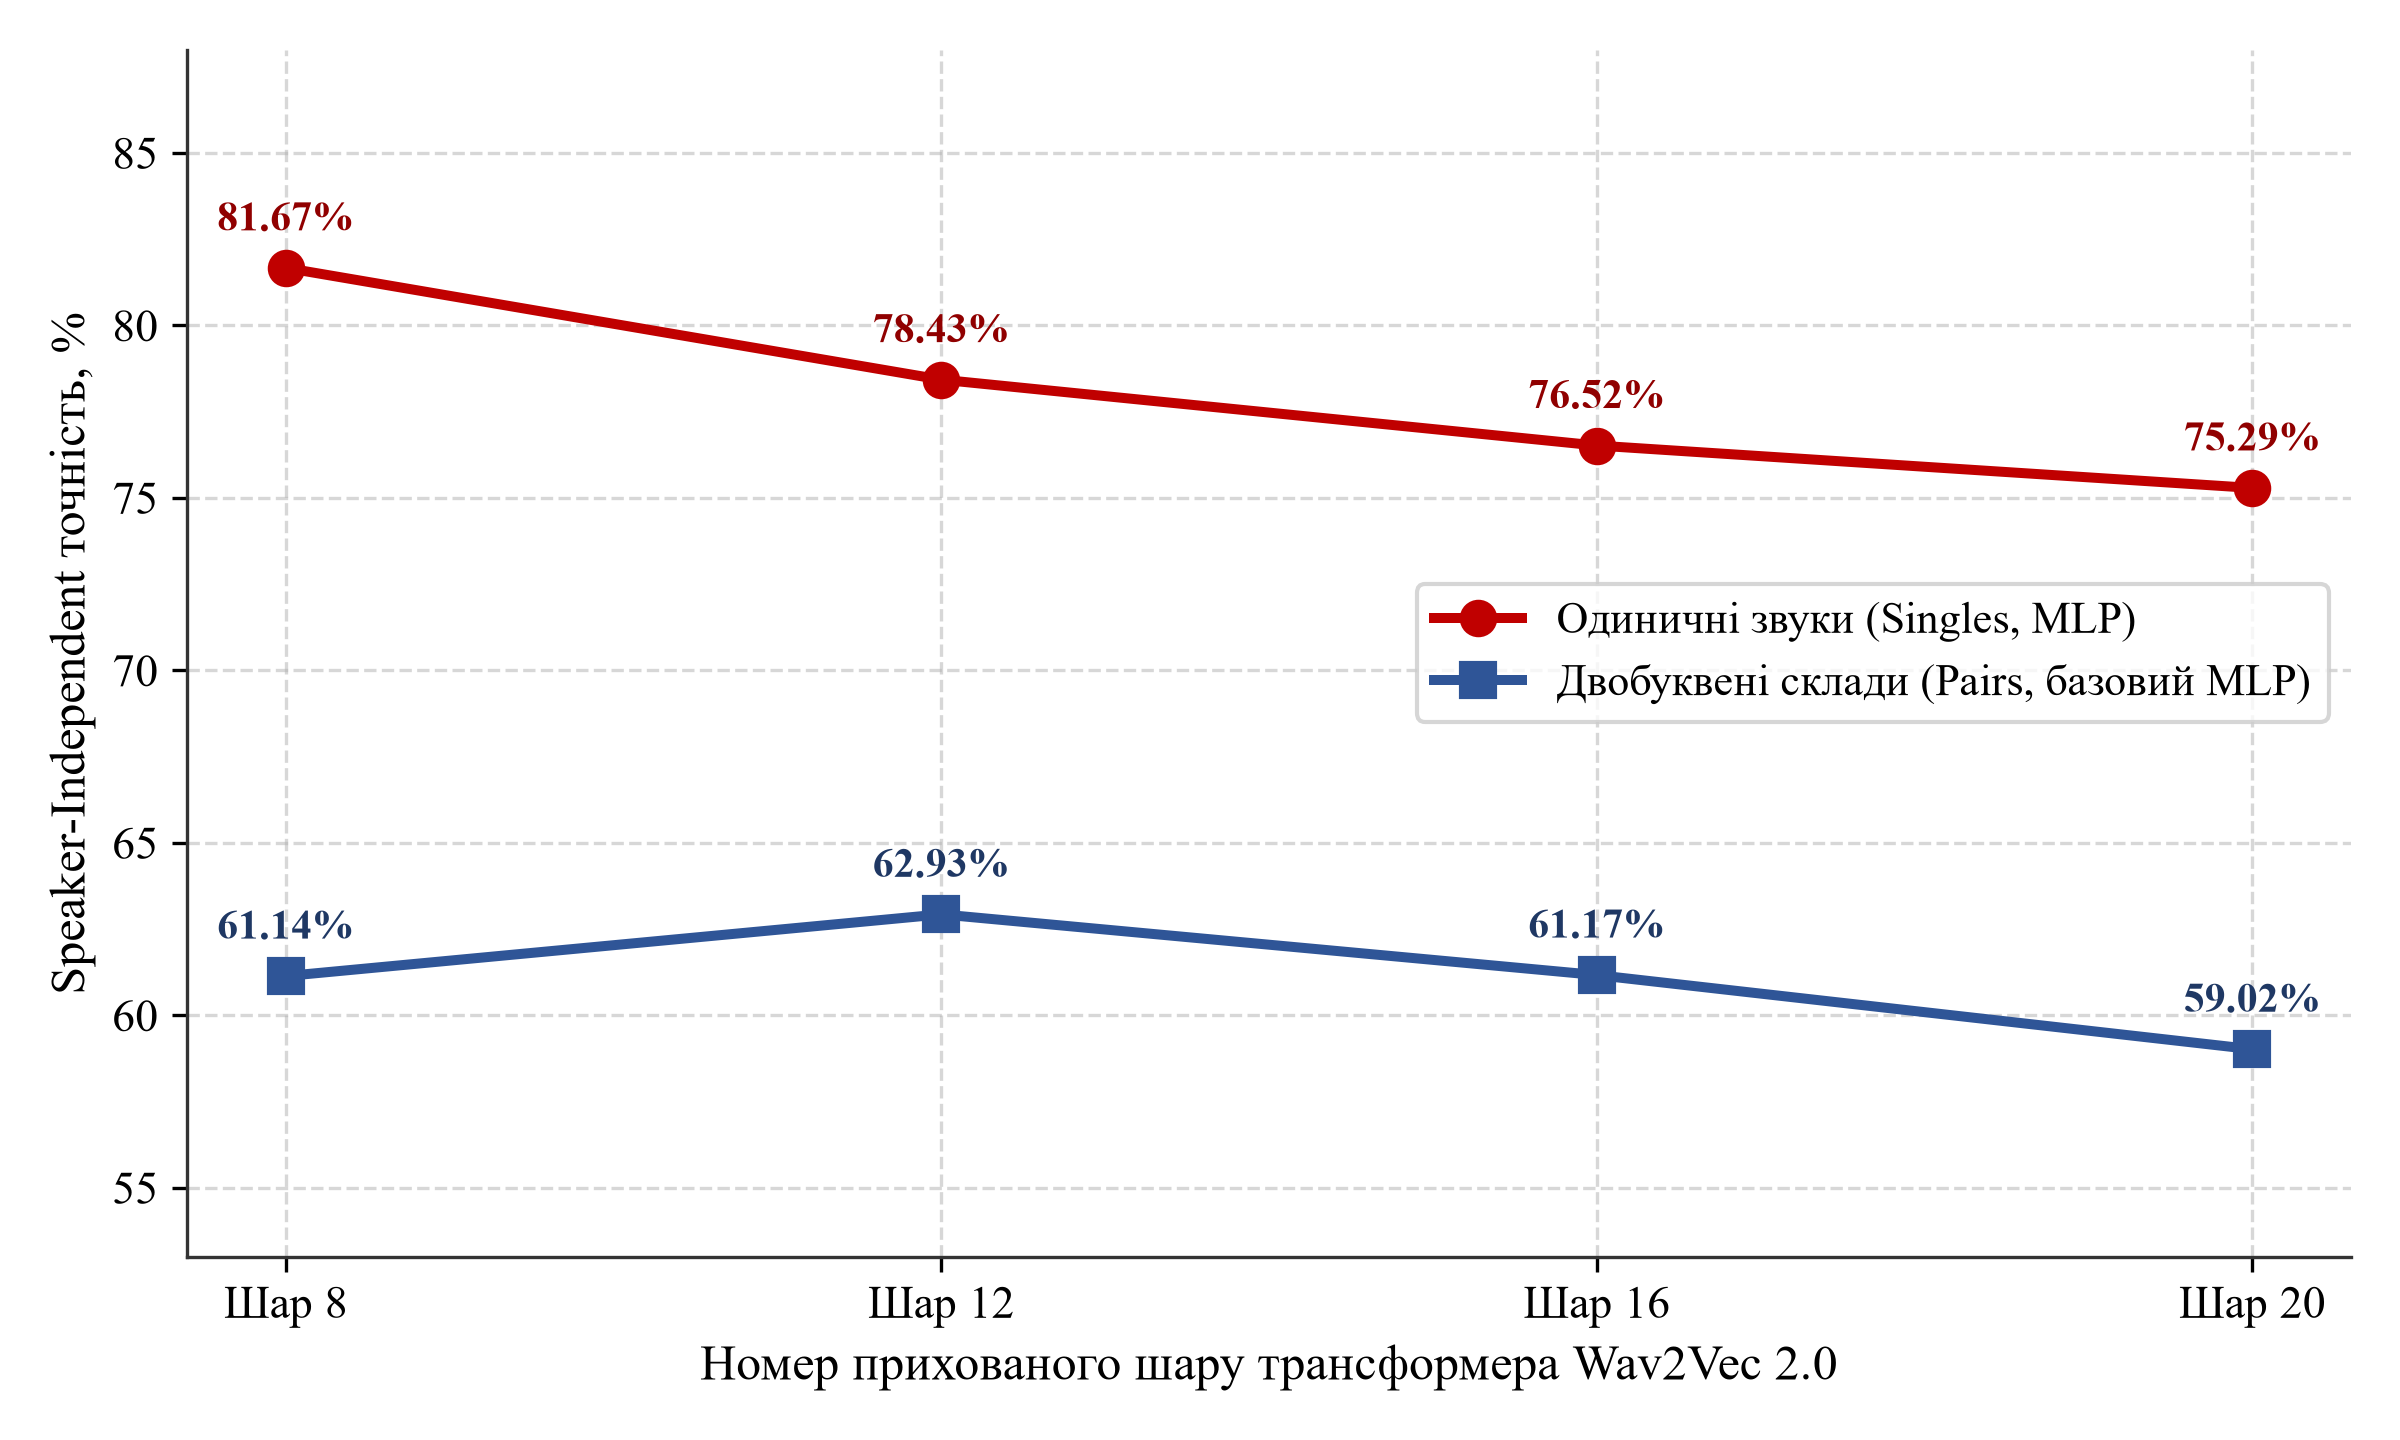 Speaker-Independent точність, %
85
80
75
70
65
60
55
81.67%
78.43%
76.52%
75.29%
Одиничні звуки (Singles, MLP)
Двобуквені склади (Pairs, базовий MLP)
61.14%
62.93%
61.17%
59.02%
Шар 8
Шар 12
Шар 16
Шар 20
Номер прихованого шару трансформера Wav2Vec 2.0